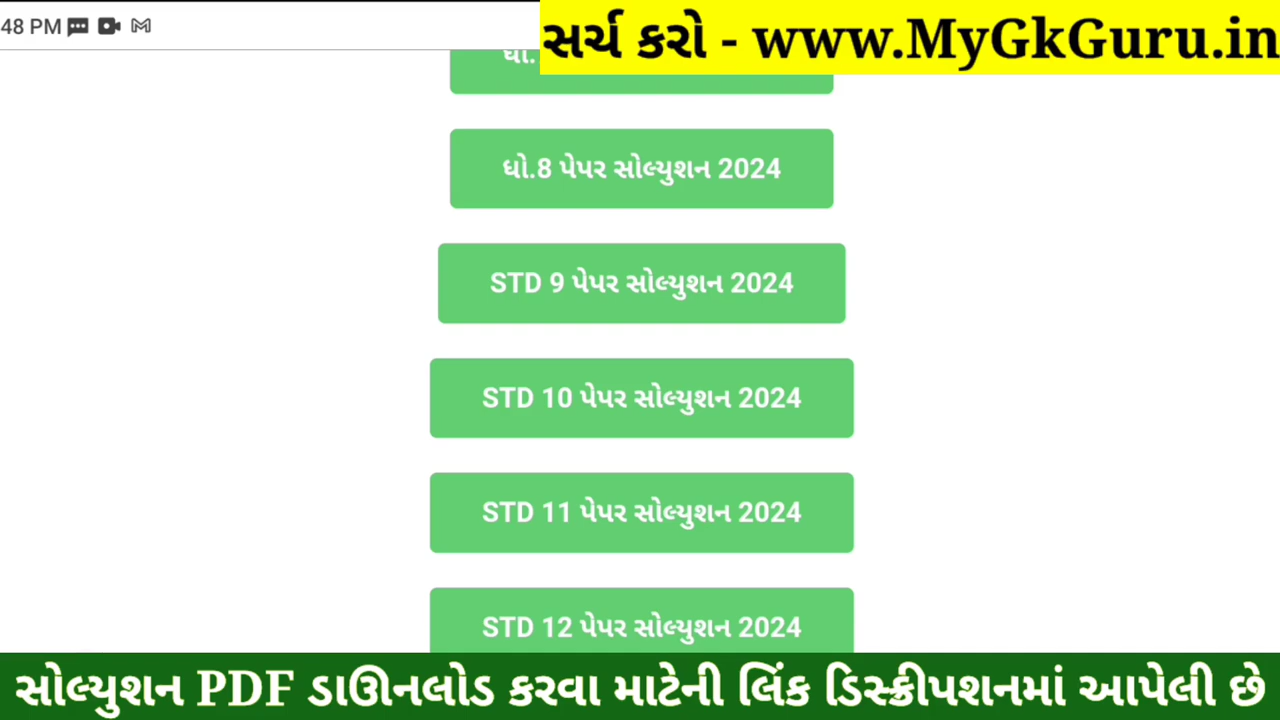 48 PM
સર્ચ કરો - www.MyGkGuru.in
ધો.
ધો.8 પેપર સોલ્યુશન 2024
STD 9 પેપર સોલ્યુશન 2024
STD 10 પેપર સોલ્યુશન 2024
STD 11 પેપર સોલ્યુશન 2024
STD 12 પેપર સોલ્યુશન 2024
સોલ્યુશન PDF ડાઊનલોડ કરવા માટેની લિંક ડિસ્ક્રીપશનમાં આપેલી છે